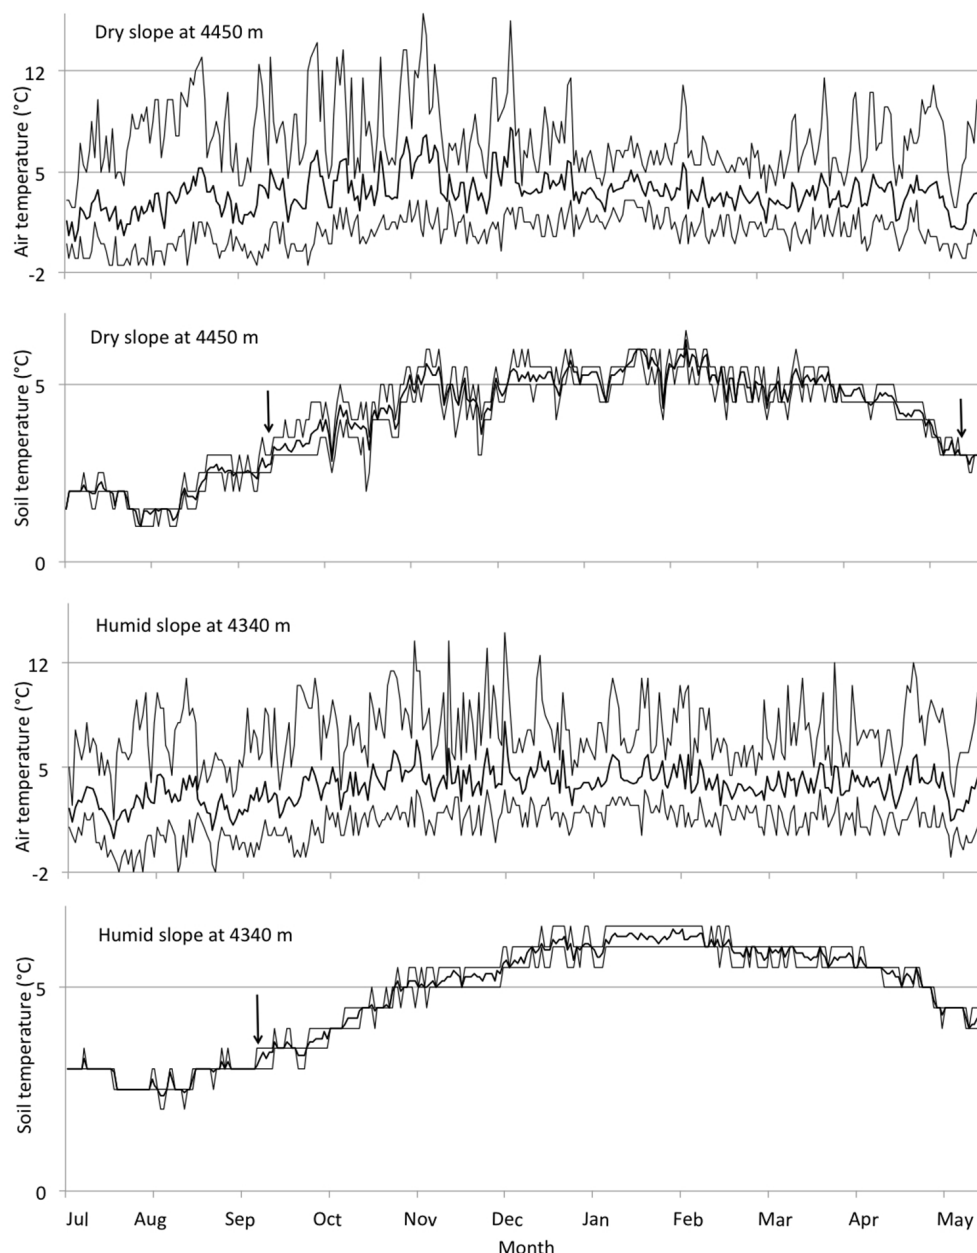 Dry slope at 4450 m
12
5
-2
Air temperature (°C)
Dry slope at 4450 m
5
0
Soil temperature (°C)
Humid slope at 4340 m
12
5
-2
Air temperature (°C)
Humid slope at 4340 m
5
0
Soil temperature (°C)
Jul Aug Sep Oct Nov Dec Jan Feb Mar Apr May
Month